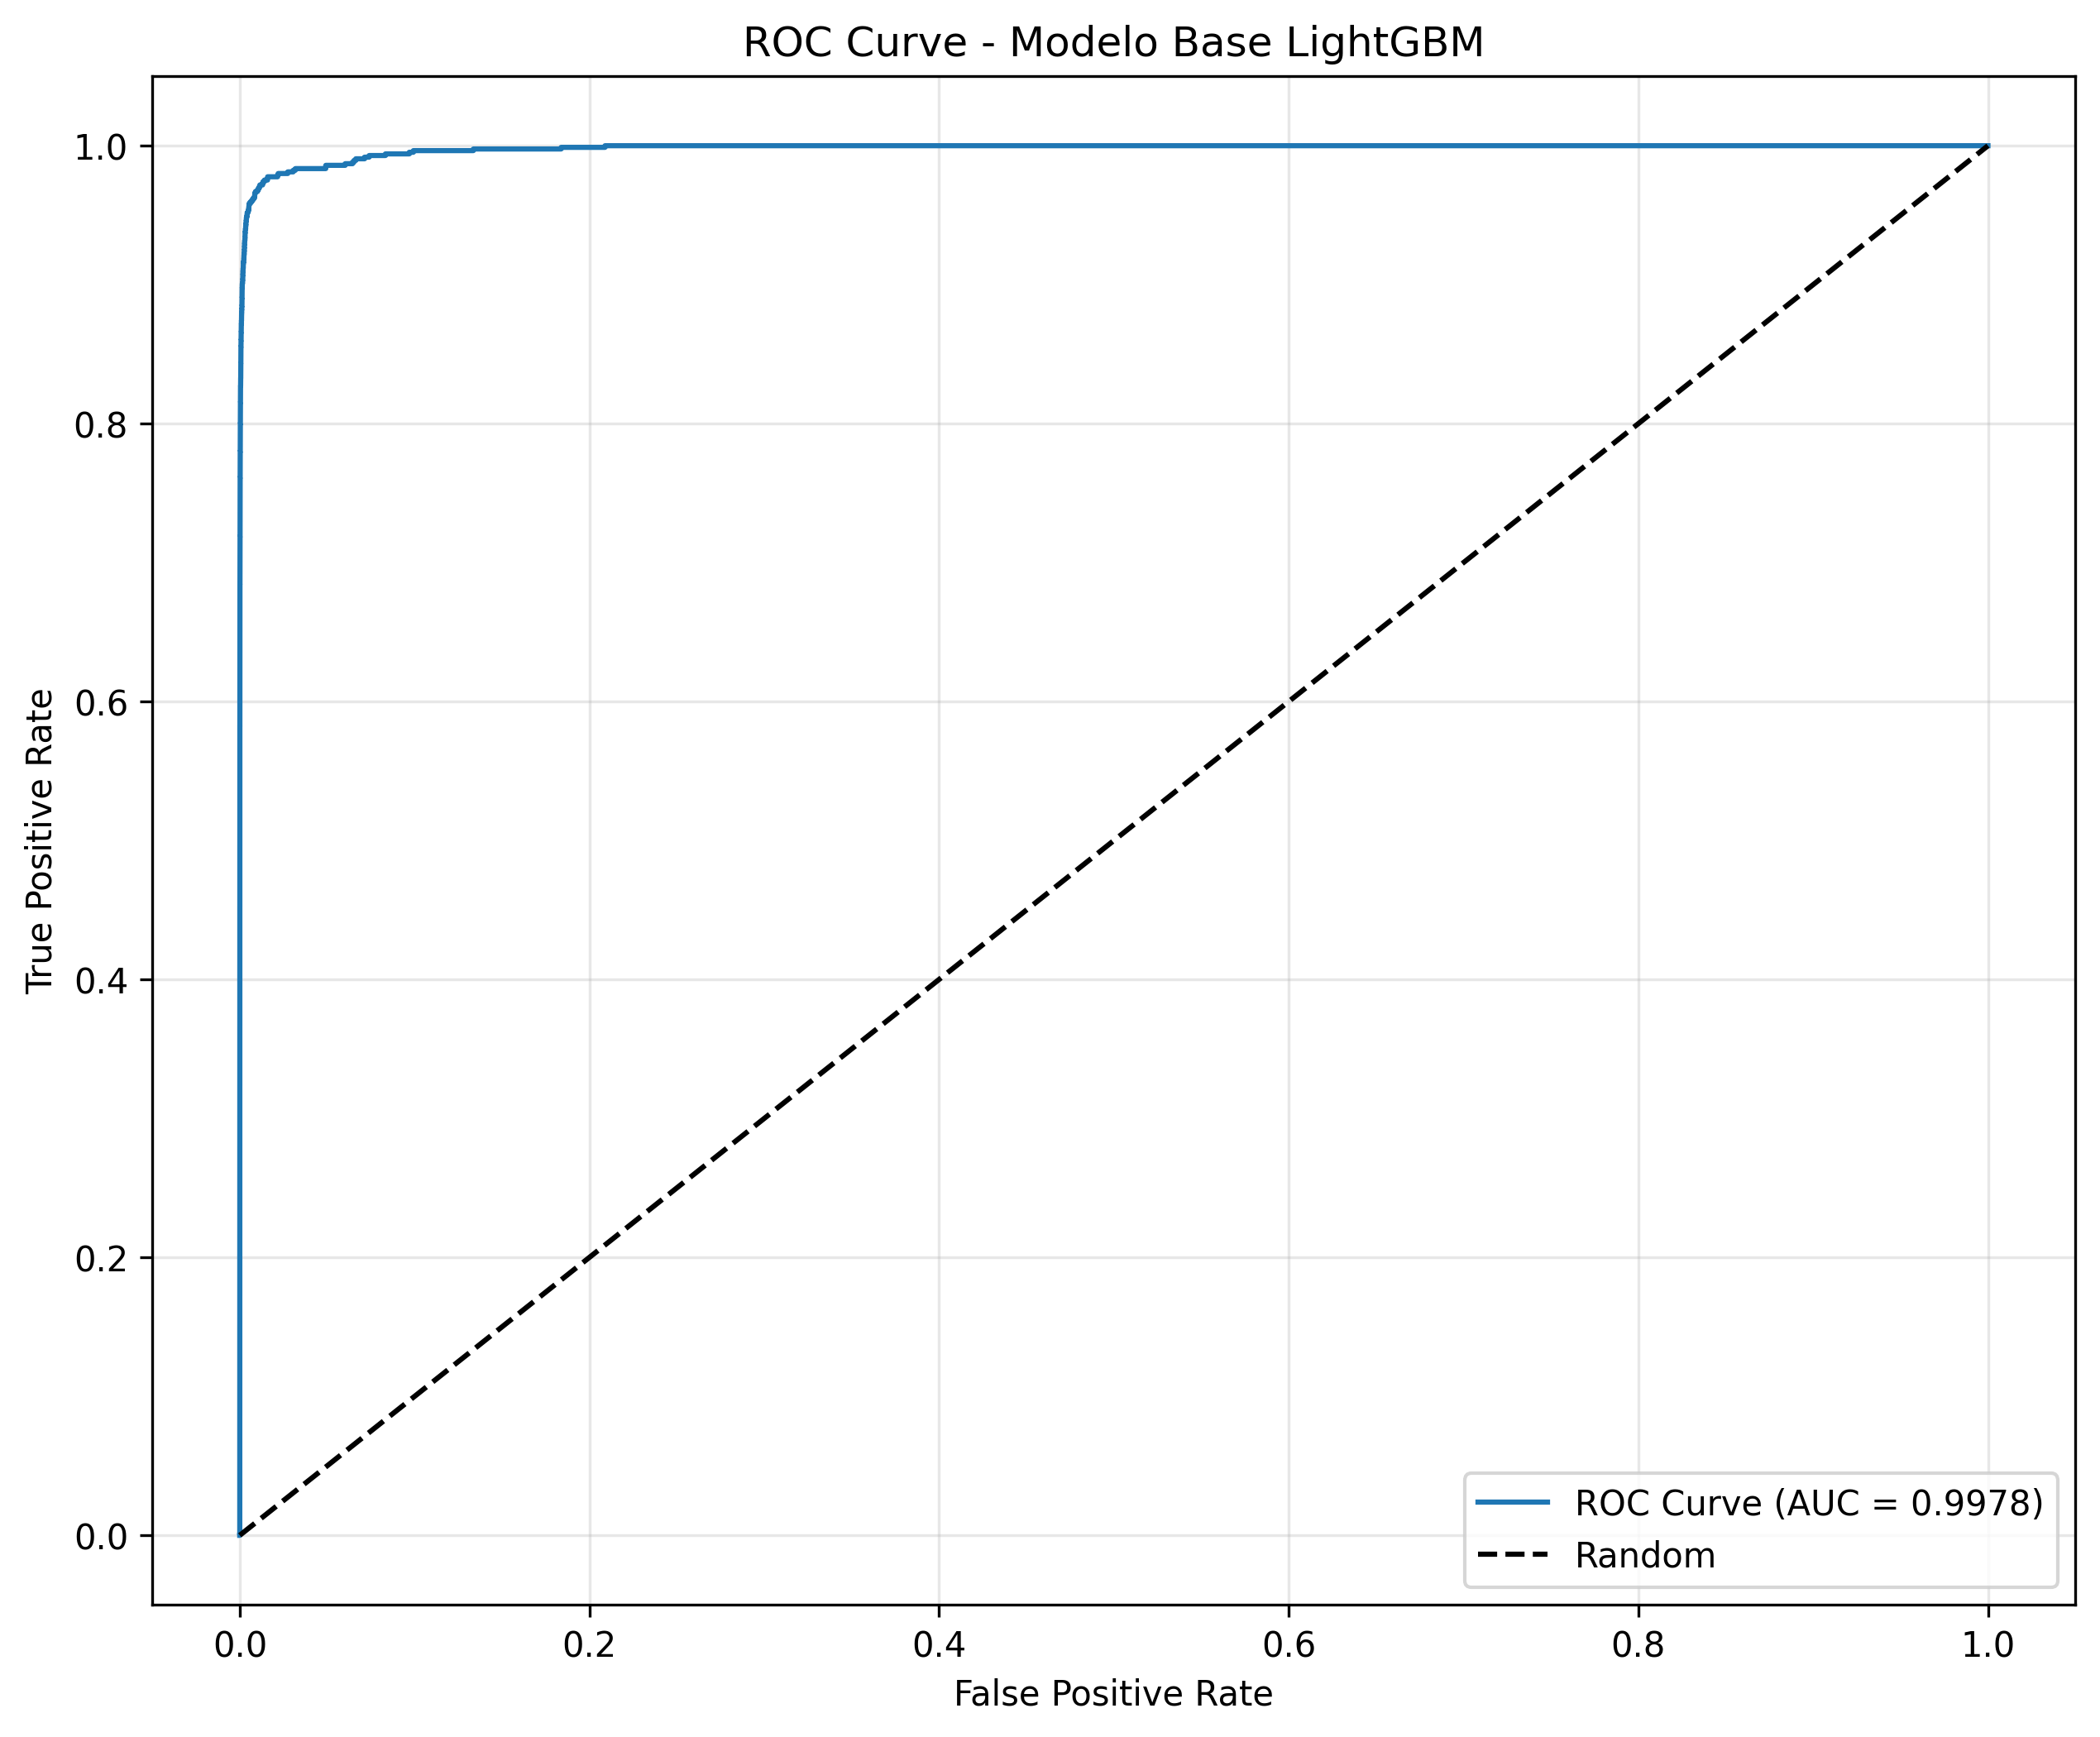 ROC Curve - Modelo Base LightGBM
True Positive Rate
1.0
0.8
0.6
0.4
0.2
0.0
0.0 0.2 0.4 0.6 0.8 1.0
False Positive Rate
ROC Curve (AUC = 0.9978)
Random